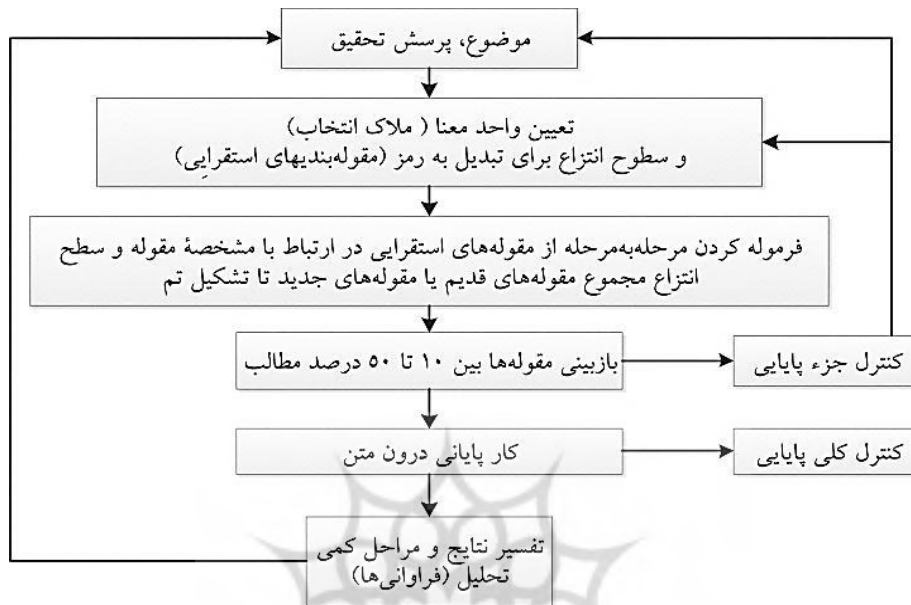 موضوع، پرسش تحقیق
تعیین واحد معنا ( ملاک انتخاب)
و سطوح انتزاع برای تبدیل به رمز (مقوله‌بندیهای استقرایی)
فرموله کردن مرحله‌به‌مرحله از مقوله‌های استقرایی در ارتباط با مشخصهٔ مقوله و سطح
انتزاع مجموع مقوله‌های قدیم یا مقوله‌های جدید تا تشکیل تم
بازبینی مقوله‌ها بین ۱۰ تا ۵۰ درصد مطالب
کنترل جزء پایایی
کار پایانی درون متن
کنترل کلی پایایی
تفسیر نتایج و مراحل کمی
تحلیل (فراوانی‌ها)